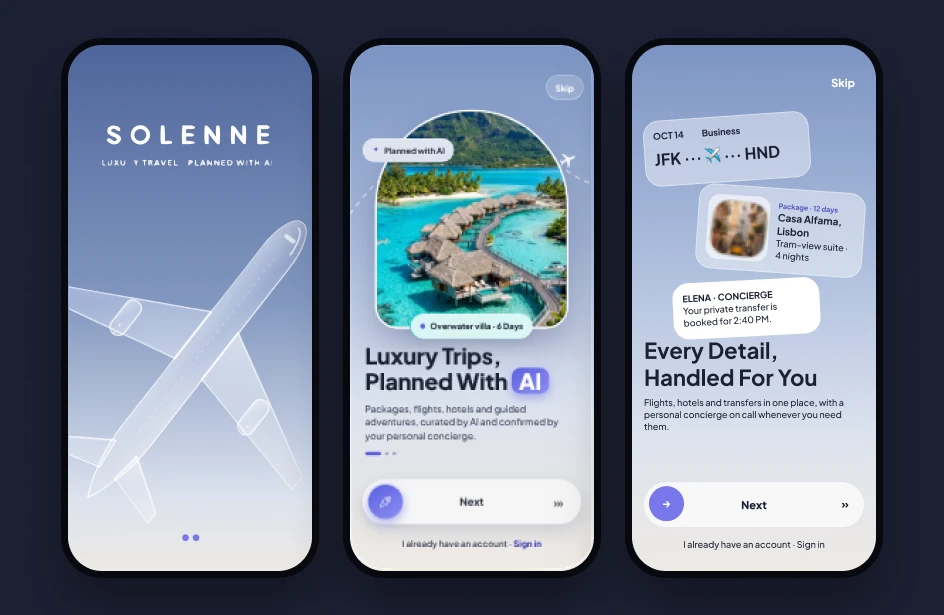 SOLENNE
LUXU Y TRAVEL PLANNED WITH AI
Skip
Planned with AI
Overwater villa · 6 Days
Luxury Trips,
Planned With AI
Packages, flights, hotels and guided
adventures, curated by AI and confirmed by
your personal concierge.
Next
I already have an account · Sign in
Skip
OCT 14 Business
JFK ··· ✈️ ··· HND
Package · 12 days
Casa Alfama,
Lisbon
Tram-view suite ·
4 nights
ELENA · CONCIERGE
Your private transfer is
booked for 2:40 PM.
Every Detail,
Handled For You
Flights, hotels and transfers in one place, with a
personal concierge on call whenever you need
them.
Next
I already have an account · Sign in